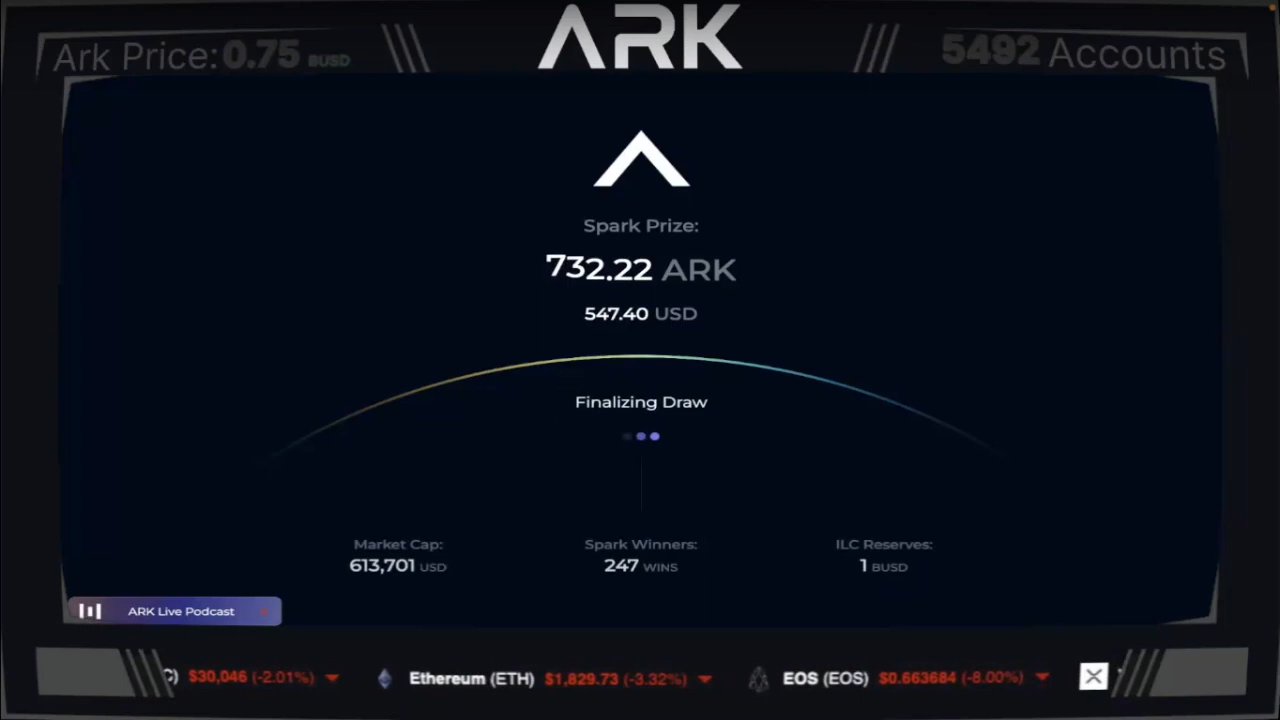 ARK
Ark Price: 0.75 BUSD
5492 Accounts
Spark Prize:
732.22 ARK
547.40 USD
Finalizing Draw
Market Cap:
613,701 USD
Spark Winners:
247 WINS
ILC Reserves:
1 BUSD
ARK Live Podcast
C) $30,046 (-2.01%) Ethereum (ETH) $1,829.73 (-3.32%) EOS (EOS) $0.663684 (-8.00%)